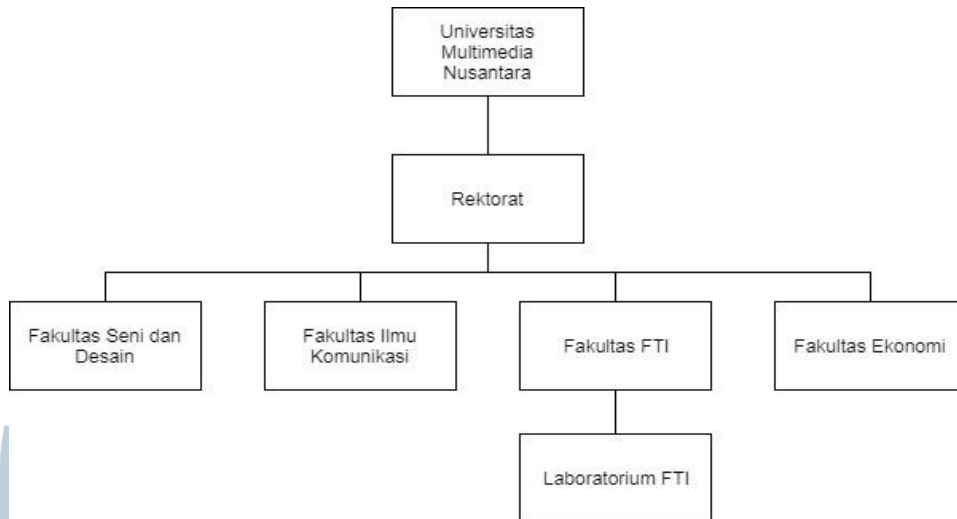 Universitas
Multimedia
Nusantara
Rektorat
Fakultas Seni dan
Desain
Fakultas Ilmu
Komunikasi
Fakultas FTI
Fakultas Ekonomi
Laboratorium FTI